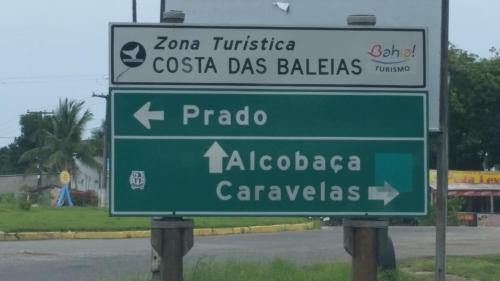 Zona Turística
COSTA DAS BALEIAS
Bahia!
TURISMO
Prado
Alcobaça
Caravelas